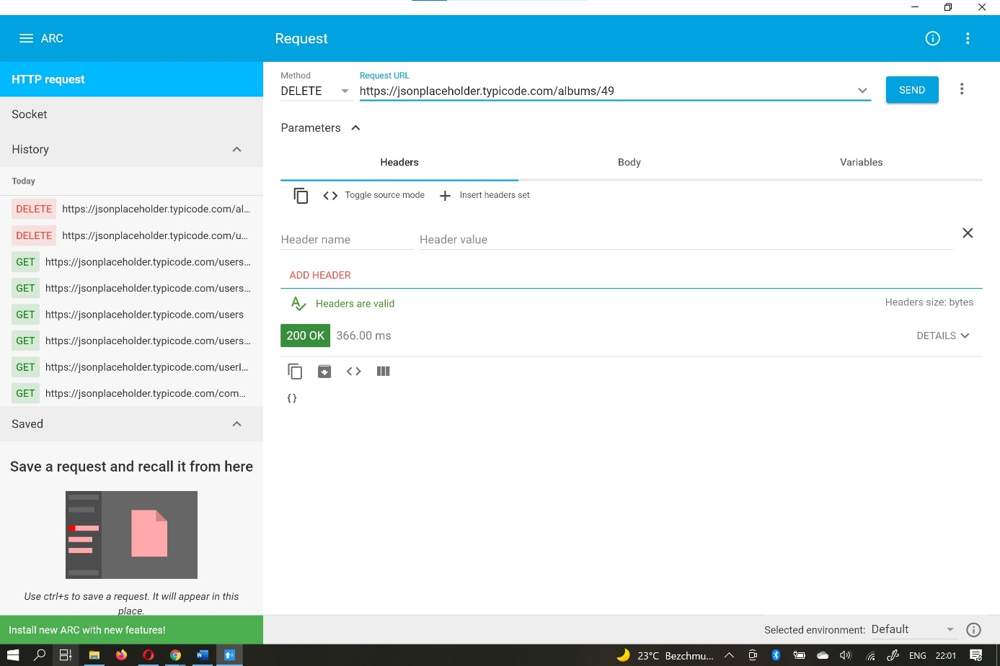 ARC
Request
HTTP request
Socket
History
Today
DELETE https://jsonplaceholder.typicode.com/al...
DELETE https://jsonplaceholder.typicode.com/u...
GET https://jsonplaceholder.typicode.com/users...
GET https://jsonplaceholder.typicode.com/users...
GET https://jsonplaceholder.typicode.com/users
GET https://jsonplaceholder.typicode.com/users...
GET https://jsonplaceholder.typicode.com/userI...
GET https://jsonplaceholder.typicode.com/com...
Saved
Save a request and recall it from here
Use ctrl+s to save a request. It will appear in this
place.
Install new ARC with new features!
Method
Request URL
DELETE
https://jsonplaceholder.typicode.com/albums/49
SEND
Parameters
Headers
Body
Variables
Toggle source mode
Insert headers set
Header name
Header value
ADD HEADER
Headers are valid
Headers size: bytes
200 OK
366.00 ms
DETAILS
{}
Selected environment:
Default
23°C Bezchmu...
ENG
22:01